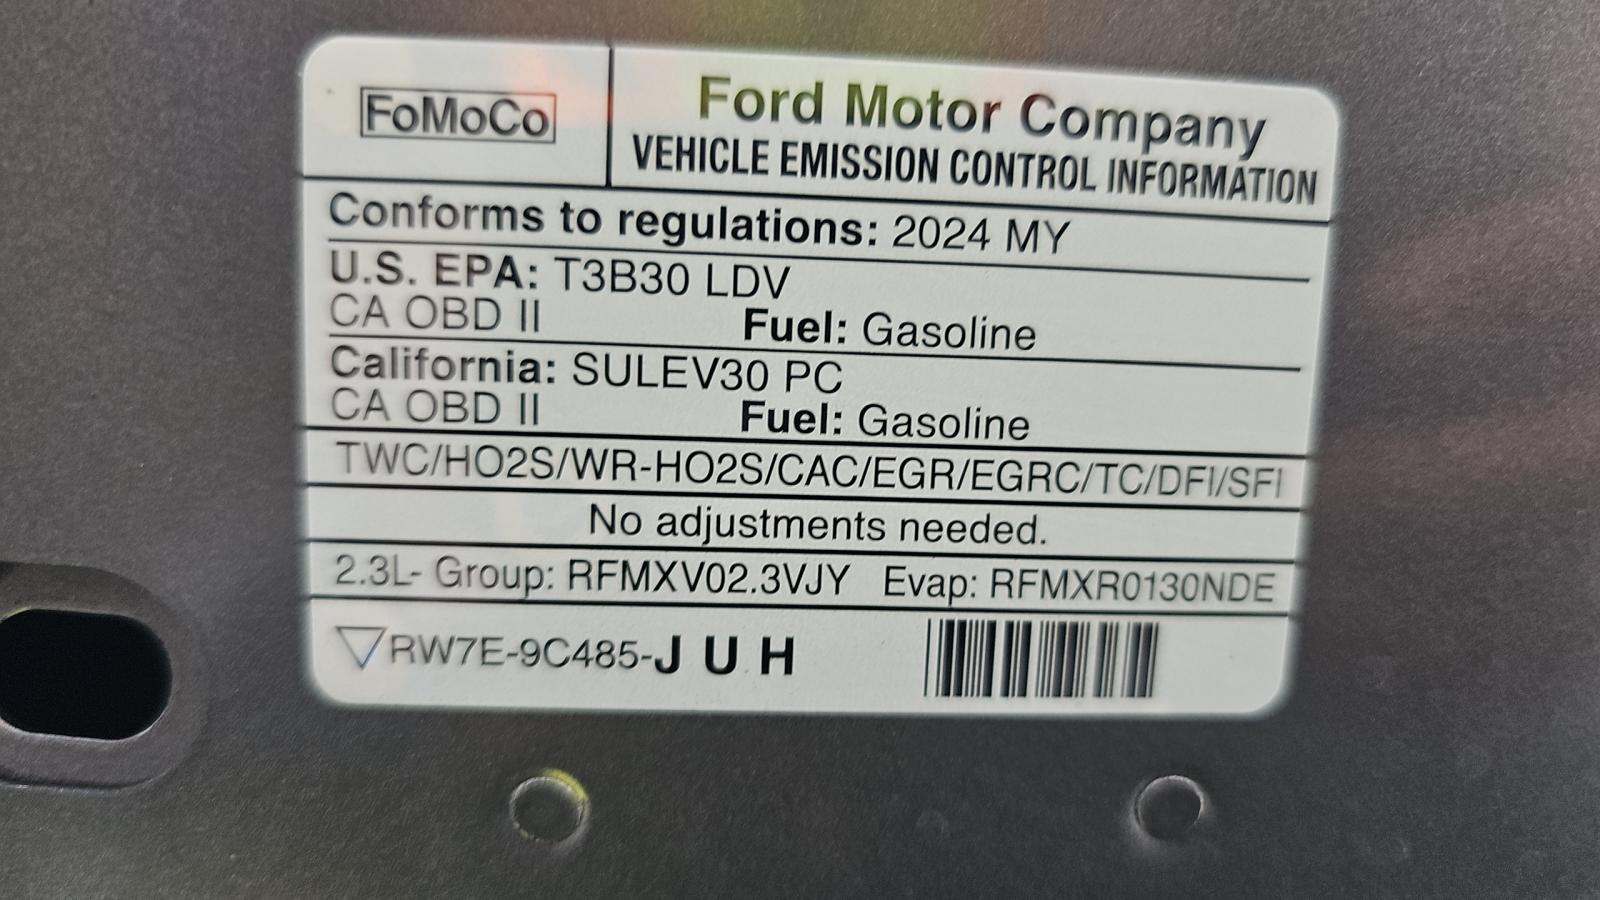 FoMoCo
Ford Motor Company
VEHICLE EMISSION CONTROL INFORMATION
Conforms to regulations: 2024 MY
U.S. EPA: T3B30 LDV
CA OBD II Fuel: Gasoline
California: SULEV30 PC
CA OBD II Fuel: Gasoline
TWC/HO2S/WR-HO2S/CAC/EGR/EGRC/TC/DFI/SFI
No adjustments needed.
2.3L- Group: RFMXV02.3VJY Evap: RFMXR0130NDE
RW7E-9C485-J U H